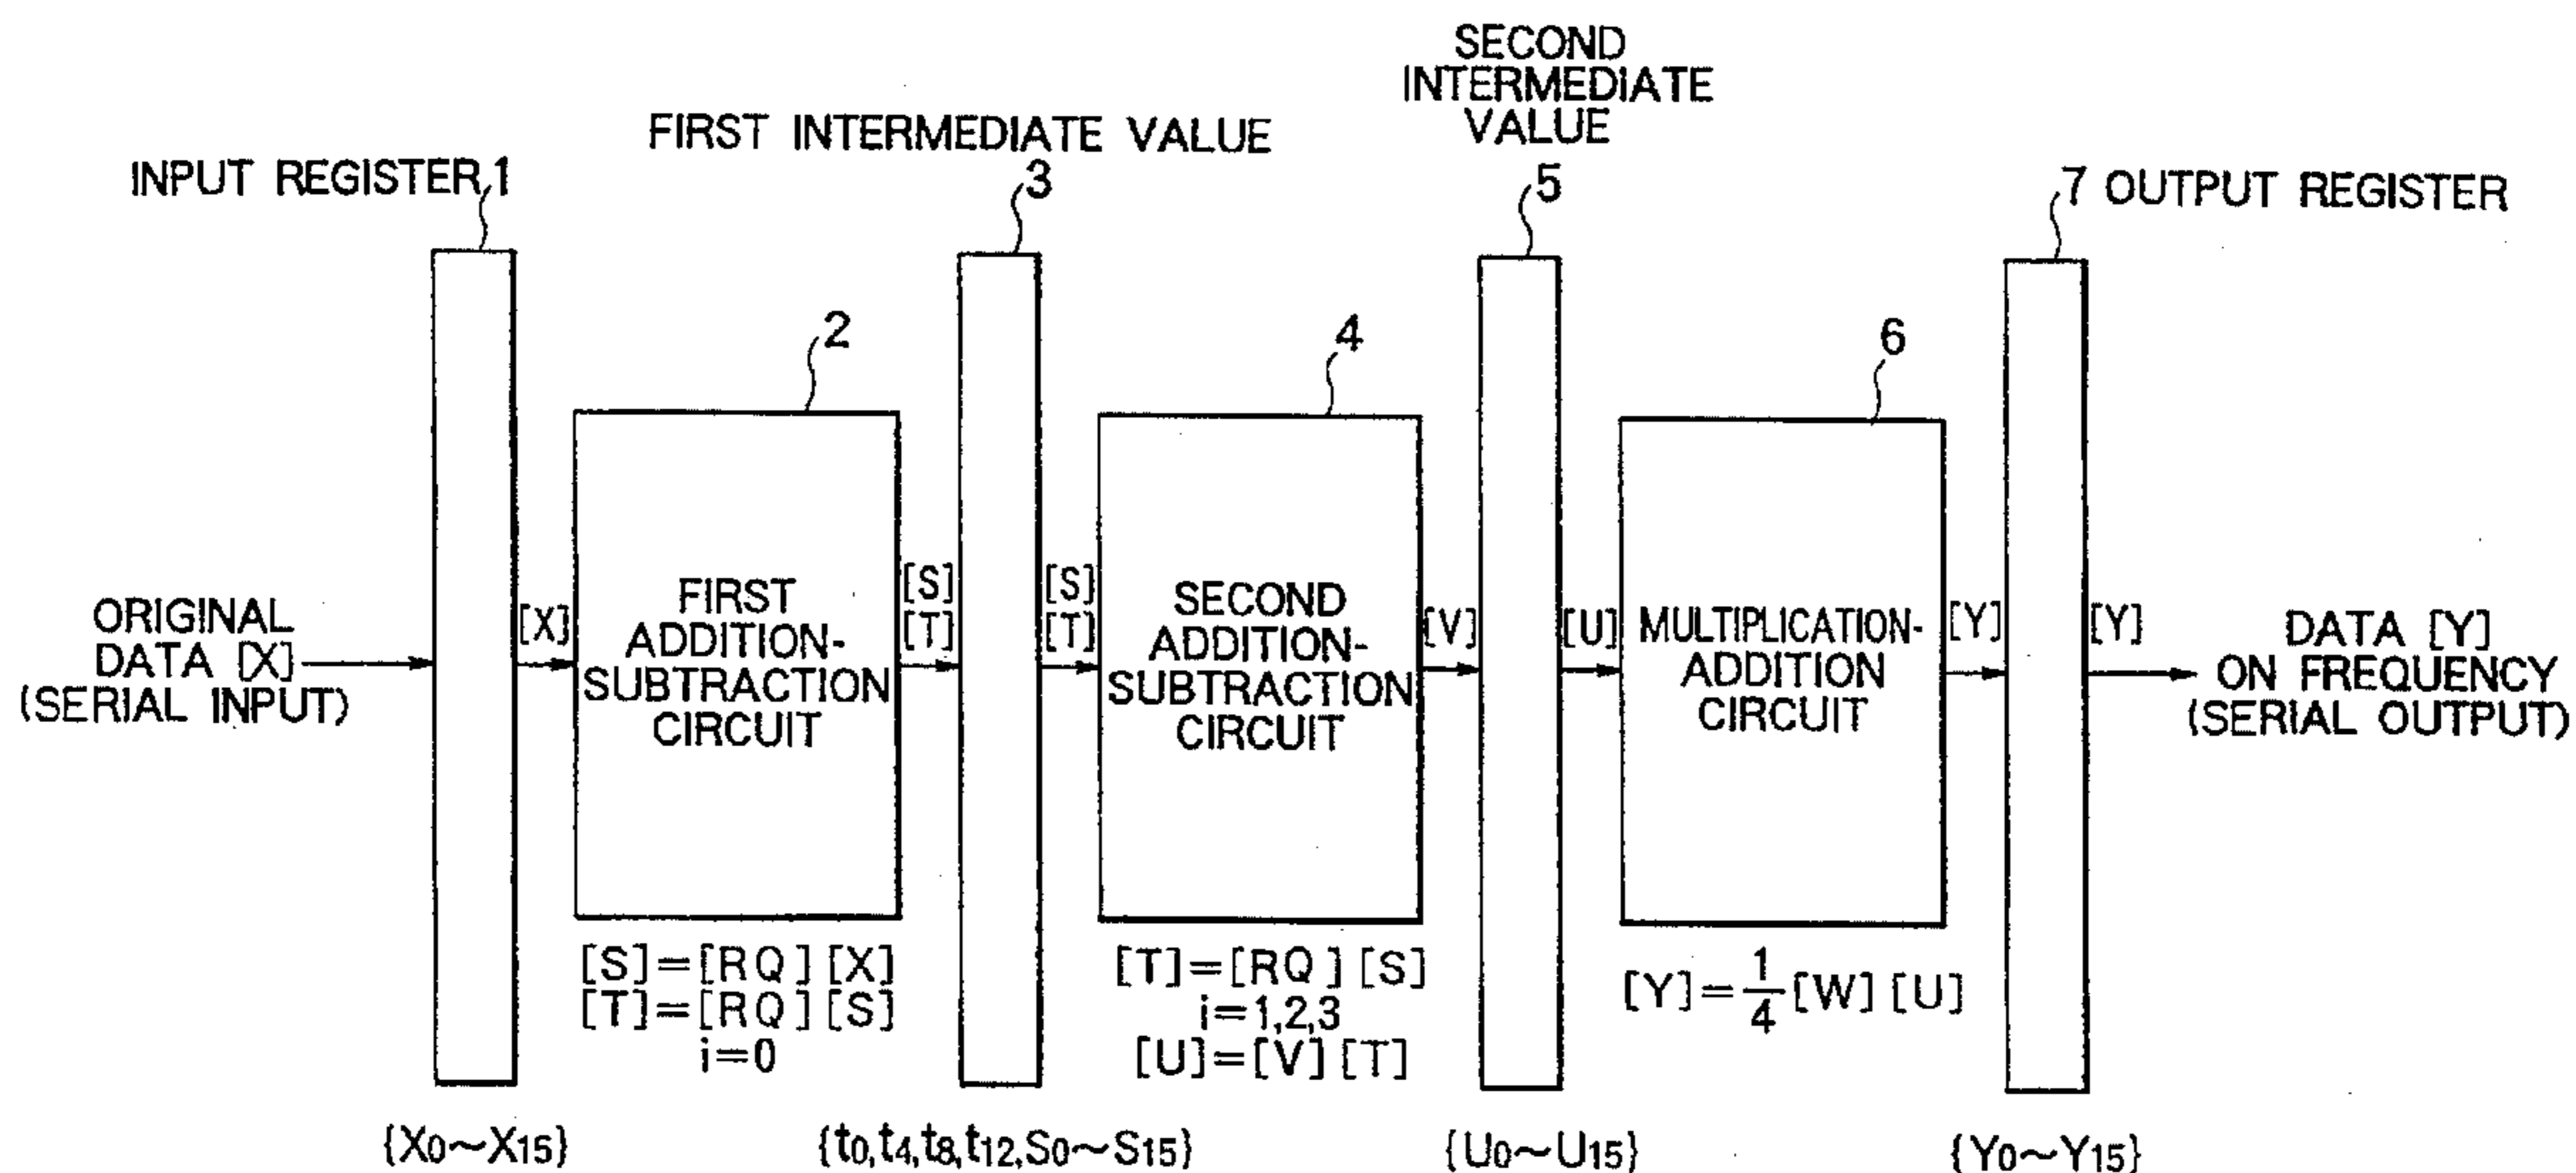 SECOND
INTERMEDIATE
VALUE
FIRST INTERMEDIATE VALUE
INPUT REGISTER 1
3
5
7 OUTPUT REGISTER
2
4
6
ORIGINAL
DATA [X]
(SERIAL INPUT)
[X]
FIRST
ADDITION-
SUBTRACTION
CIRCUIT
[S]
[T]
[S]
[T]
SECOND
ADDITION-
SUBTRACTION
CIRCUIT
[V]
[U]
MULTIPLICATION-
ADDITION
CIRCUIT
[Y]
[Y]
DATA [Y]
ON FREQUENCY
(SERIAL OUTPUT)
[S]=[RQ][X]
[T]=[RQ][S]
i=0
[T]=[RQ][S]
i=1,2,3
[U]=[V][T]
[Y]=1/4[W][U]
{X0~X15}
{t0,t4,t8,t12,S0~S15}
{U0~U15}
{Y0~Y15}